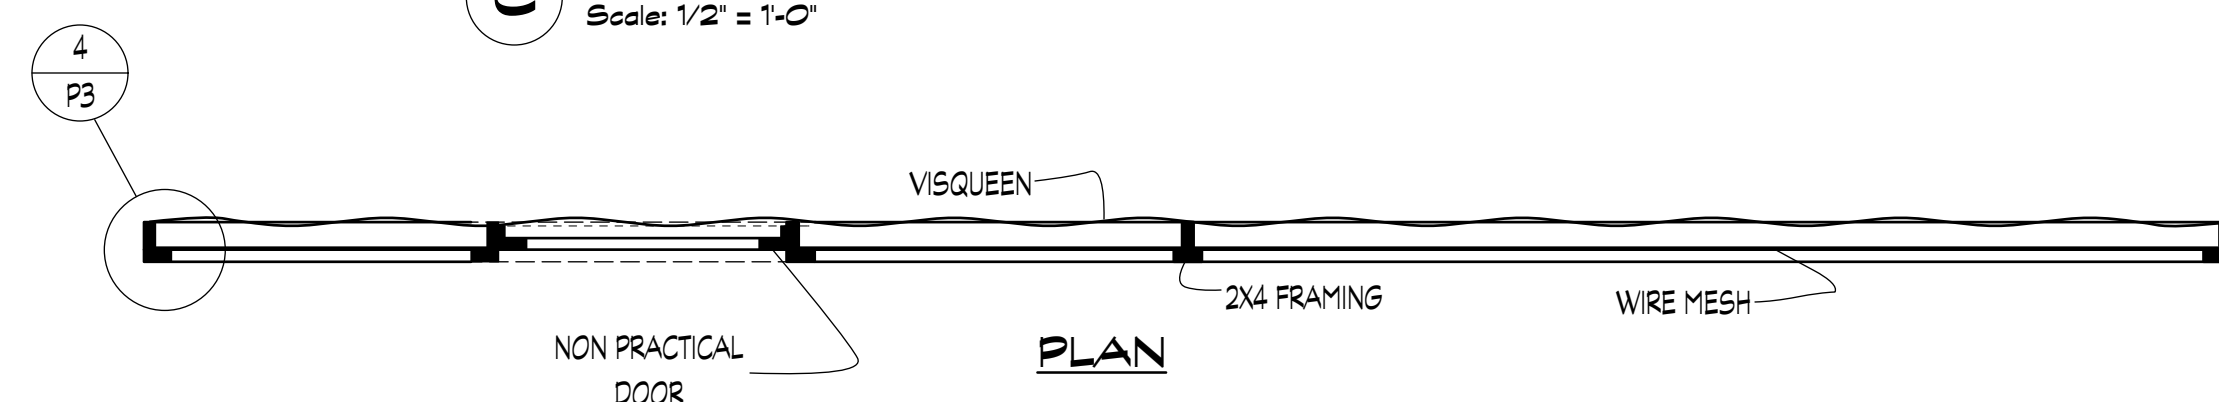 Scale: 1/2" = 1'-0"
4
P3
VISQUEEN
2X4 FRAMING
WIRE MESH
NON PRACTICAL
DOOR
PLAN